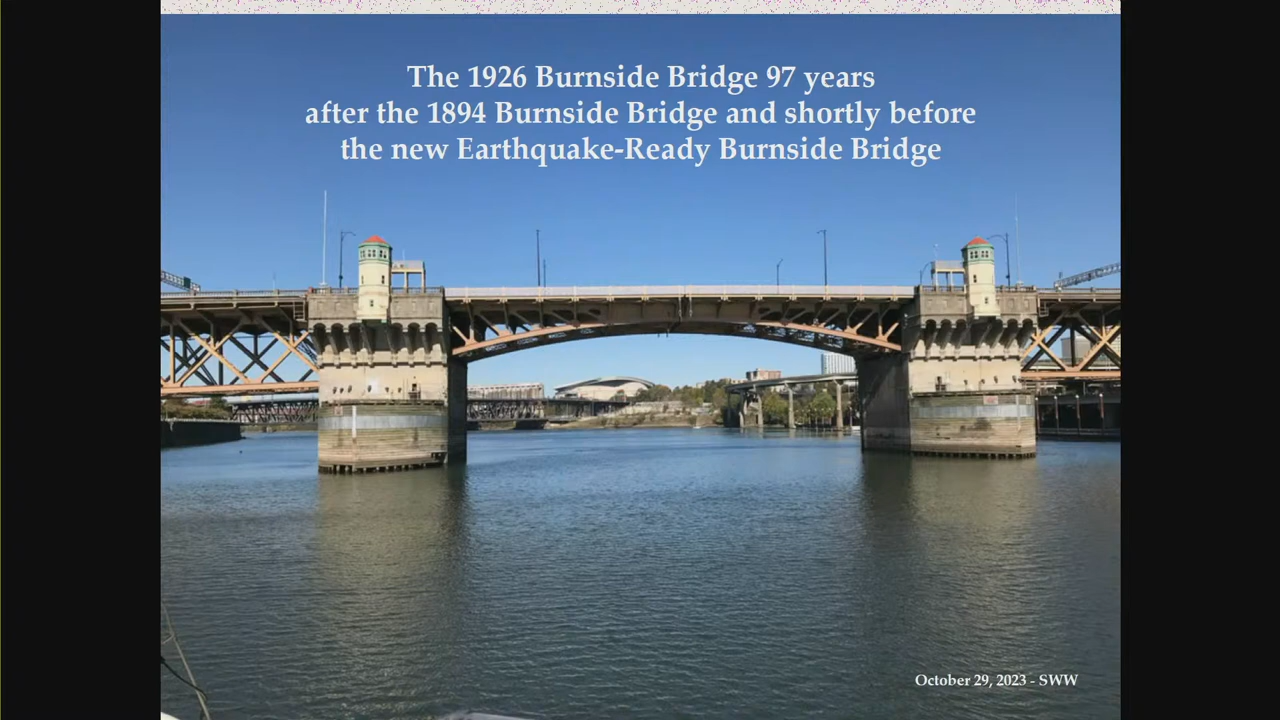 The 1926 Burnside Bridge 97 years
after the 1894 Burnside Bridge and shortly before
the new Earthquake-Ready Burnside Bridge
October 29, 2023 - SWW